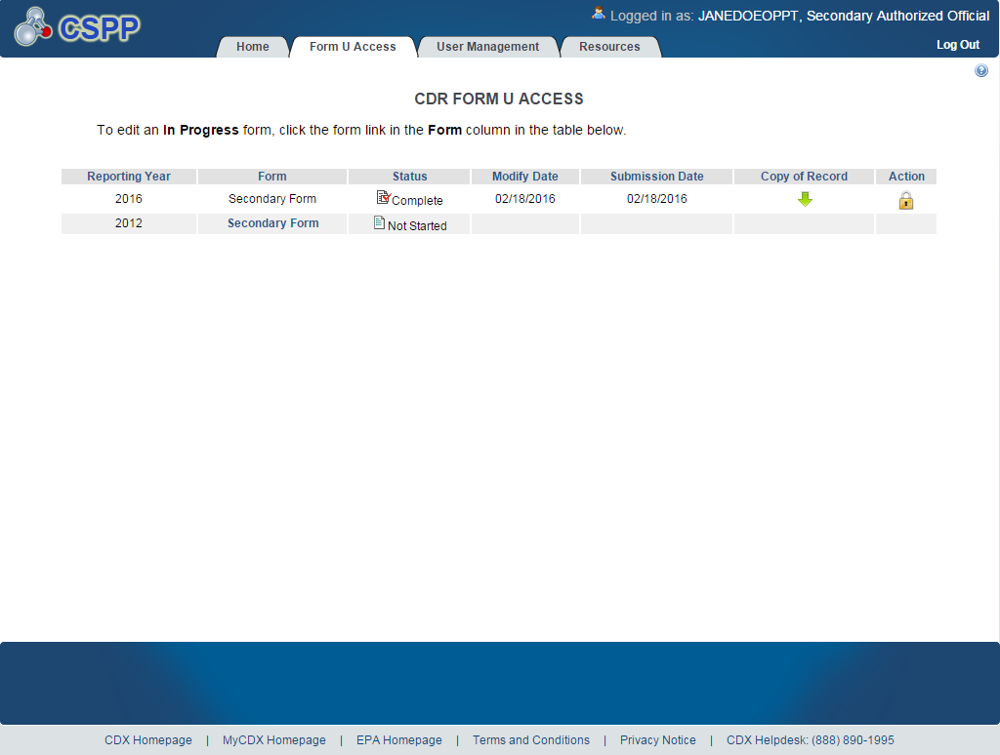 CSPP
Logged in as: JANEDOEOPPT, Secondary Authorized Official
Home Form U Access User Management Resources Log Out
?
CDR FORM U ACCESS
To edit an In Progress form, click the form link in the Form column in the table below.
Reporting Year Form Status Modify Date Submission Date Copy of Record Action
2016 Secondary Form Complete 02/18/2016 02/18/2016
2012 Secondary Form Not Started
CDX Homepage | MyCDX Homepage | EPA Homepage | Terms and Conditions | Privacy Notice | CDX Helpdesk: (888) 890-1995